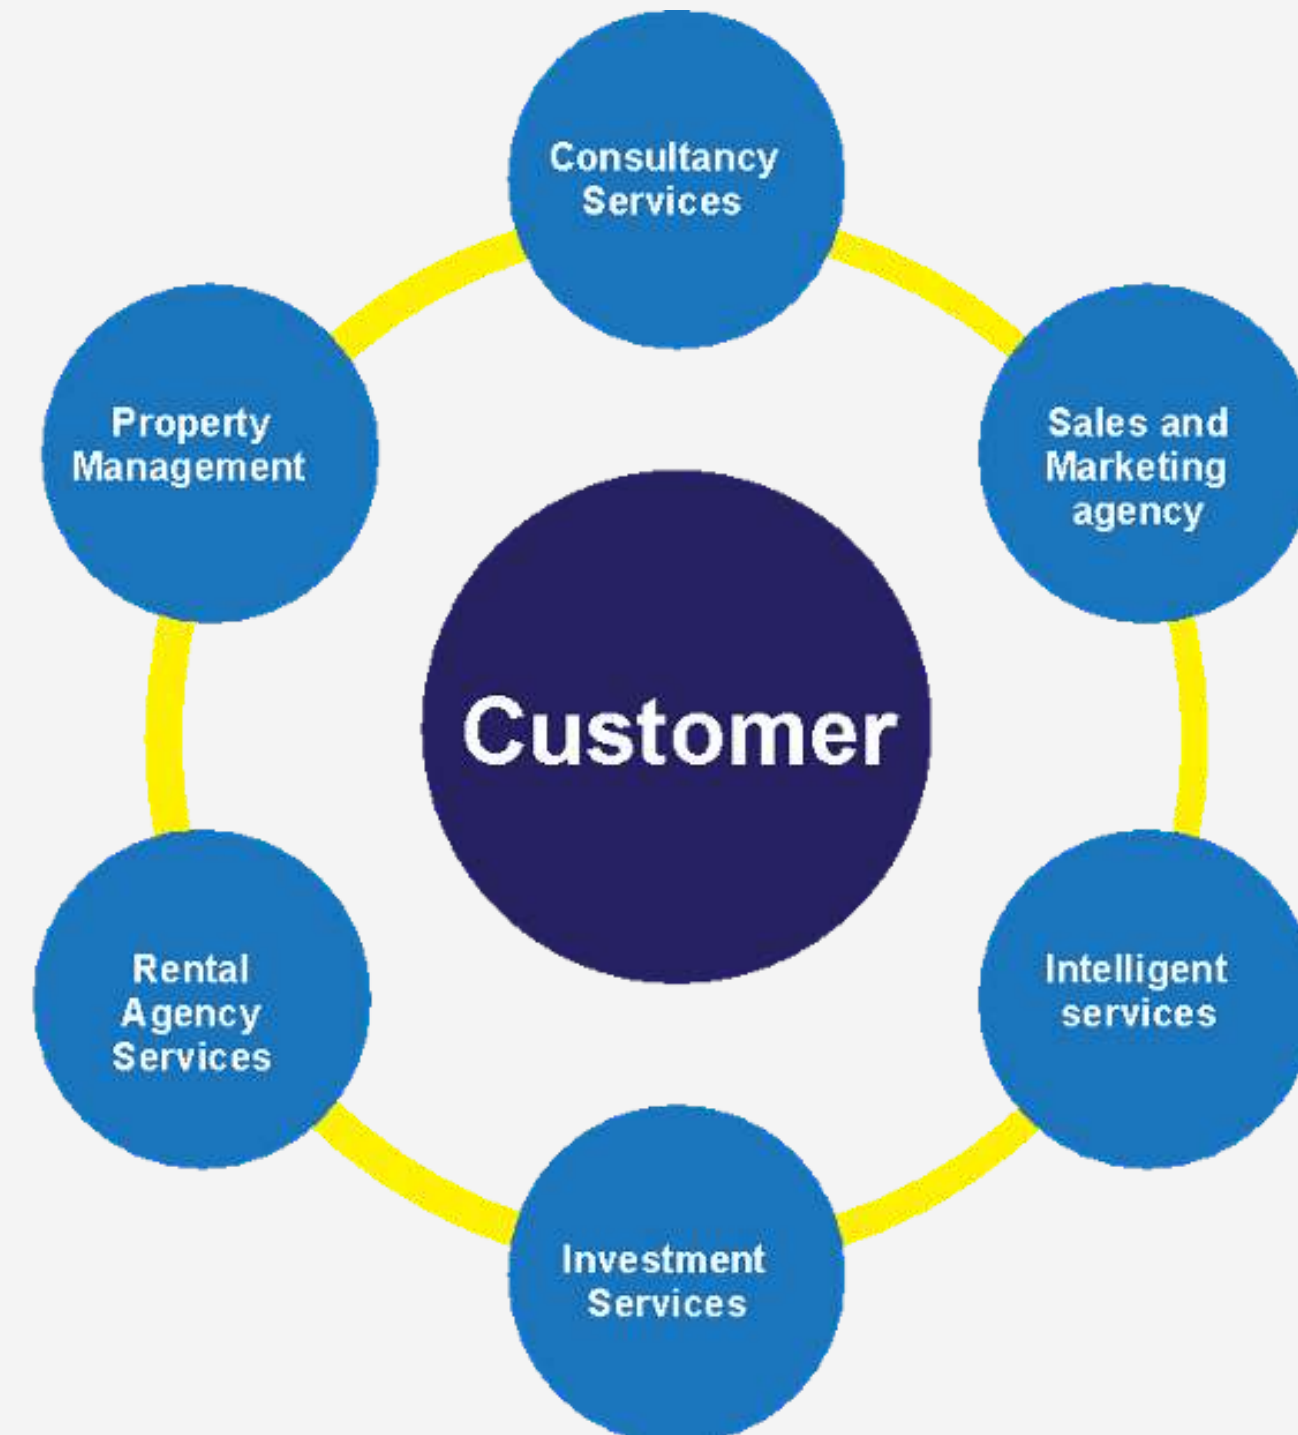 Consultancy
Services
Property
Management
Sales and
Marketing
agency
Customer
Rental
Agency
Services
Intelligent
services
Investment
Services